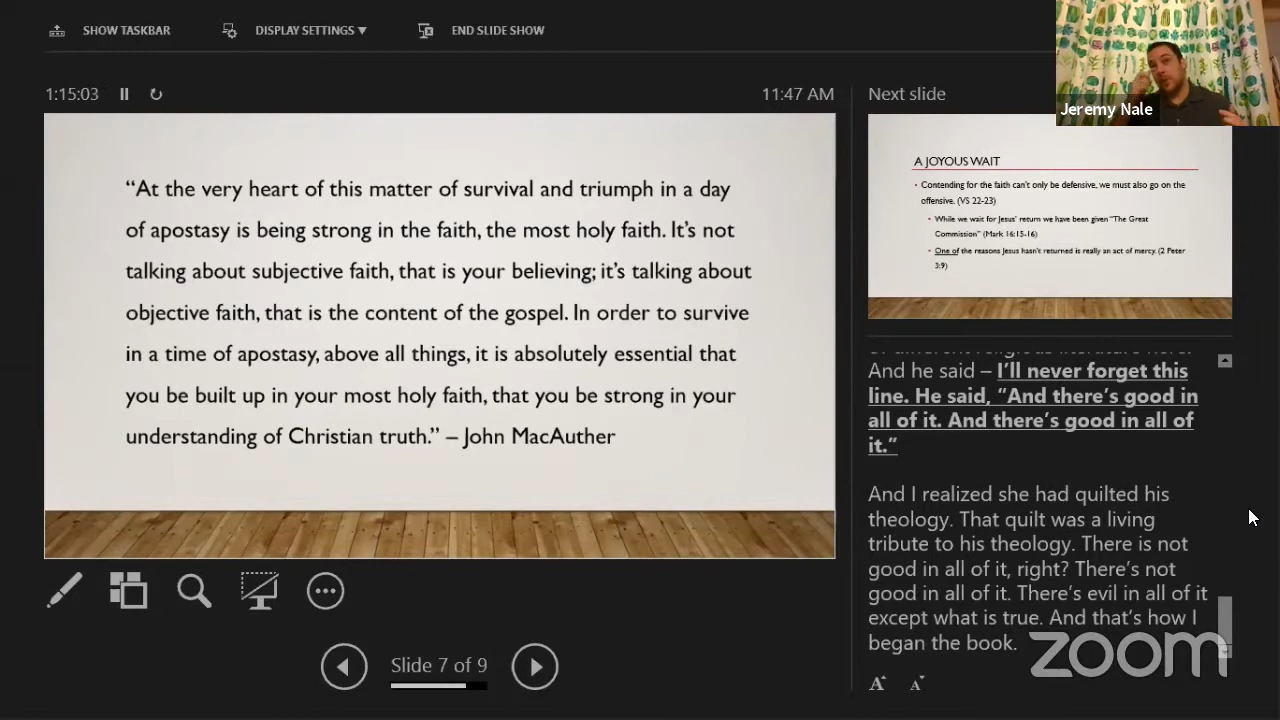 SHOW TASKBAR
DISPLAY SETTINGS ▼
END SLIDE SHOW
Jeremy Nale
1:15:03
11:47 AM
Next slide
“At the very heart of this matter of survival and triumph in a day
of apostasy is being strong in the faith, the most holy faith. It’s not
talking about subjective faith, that is your believing; it’s talking about
objective faith, that is the content of the gospel. In order to survive
in a time of apostasy, above all things, it is absolutely essential that
you be built up in your most holy faith, that you be strong in your
understanding of Christian truth.” – John MacAuther
A JOYOUS WAIT
• Contending for the faith can’t only be defensive, we must also go on the
offensive. (VS 22-23)
• While we wait for Jesus’ return we have been given “The Great
Commission” (Mark 16:15-16)
• One of the reasons Jesus hasn’t returned is really an act of mercy. (2 Peter
3:9)
of different religious literature here.
And he said – I’ll never forget this
line. He said, “And there’s good in
all of it. And there’s good in all of
it.”
And I realized she had quilted his
theology. That quilt was a living
tribute to his theology. There is not
good in all of it, right? There’s not
good in all of it. There’s evil in all of it
except what is true. And that’s how I
began the book.
Slide 7 of 9
A A
zoom